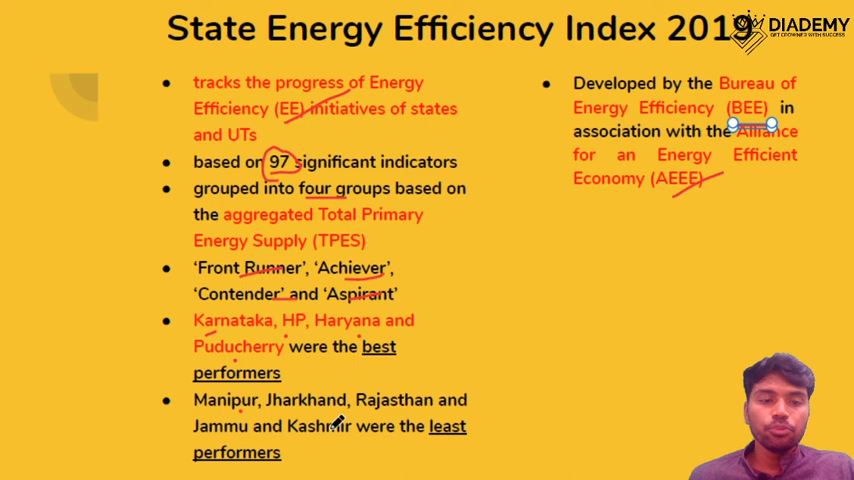 State Energy Efficiency Index 2019
DIADEMY
GET CROWNED WITH SUCCESS
tracks the progress of Energy
Efficiency (EE) initiatives of states
and UTs
based on 97 significant indicators
grouped into four groups based on
the aggregated Total Primary
Energy Supply (TPES)
‘Front Runner’, ‘Achiever’,
‘Contender’ and ‘Aspirant’
Karnataka, HP, Haryana and
Puducherry were the best
performers
Manipur, Jharkhand, Rajasthan and
Jammu and Kashmir were the least
performers
Developed by the Bureau of
Energy Efficiency (BEE) in
association with the Alliance
for an Energy Efficient
Economy (AEEE)